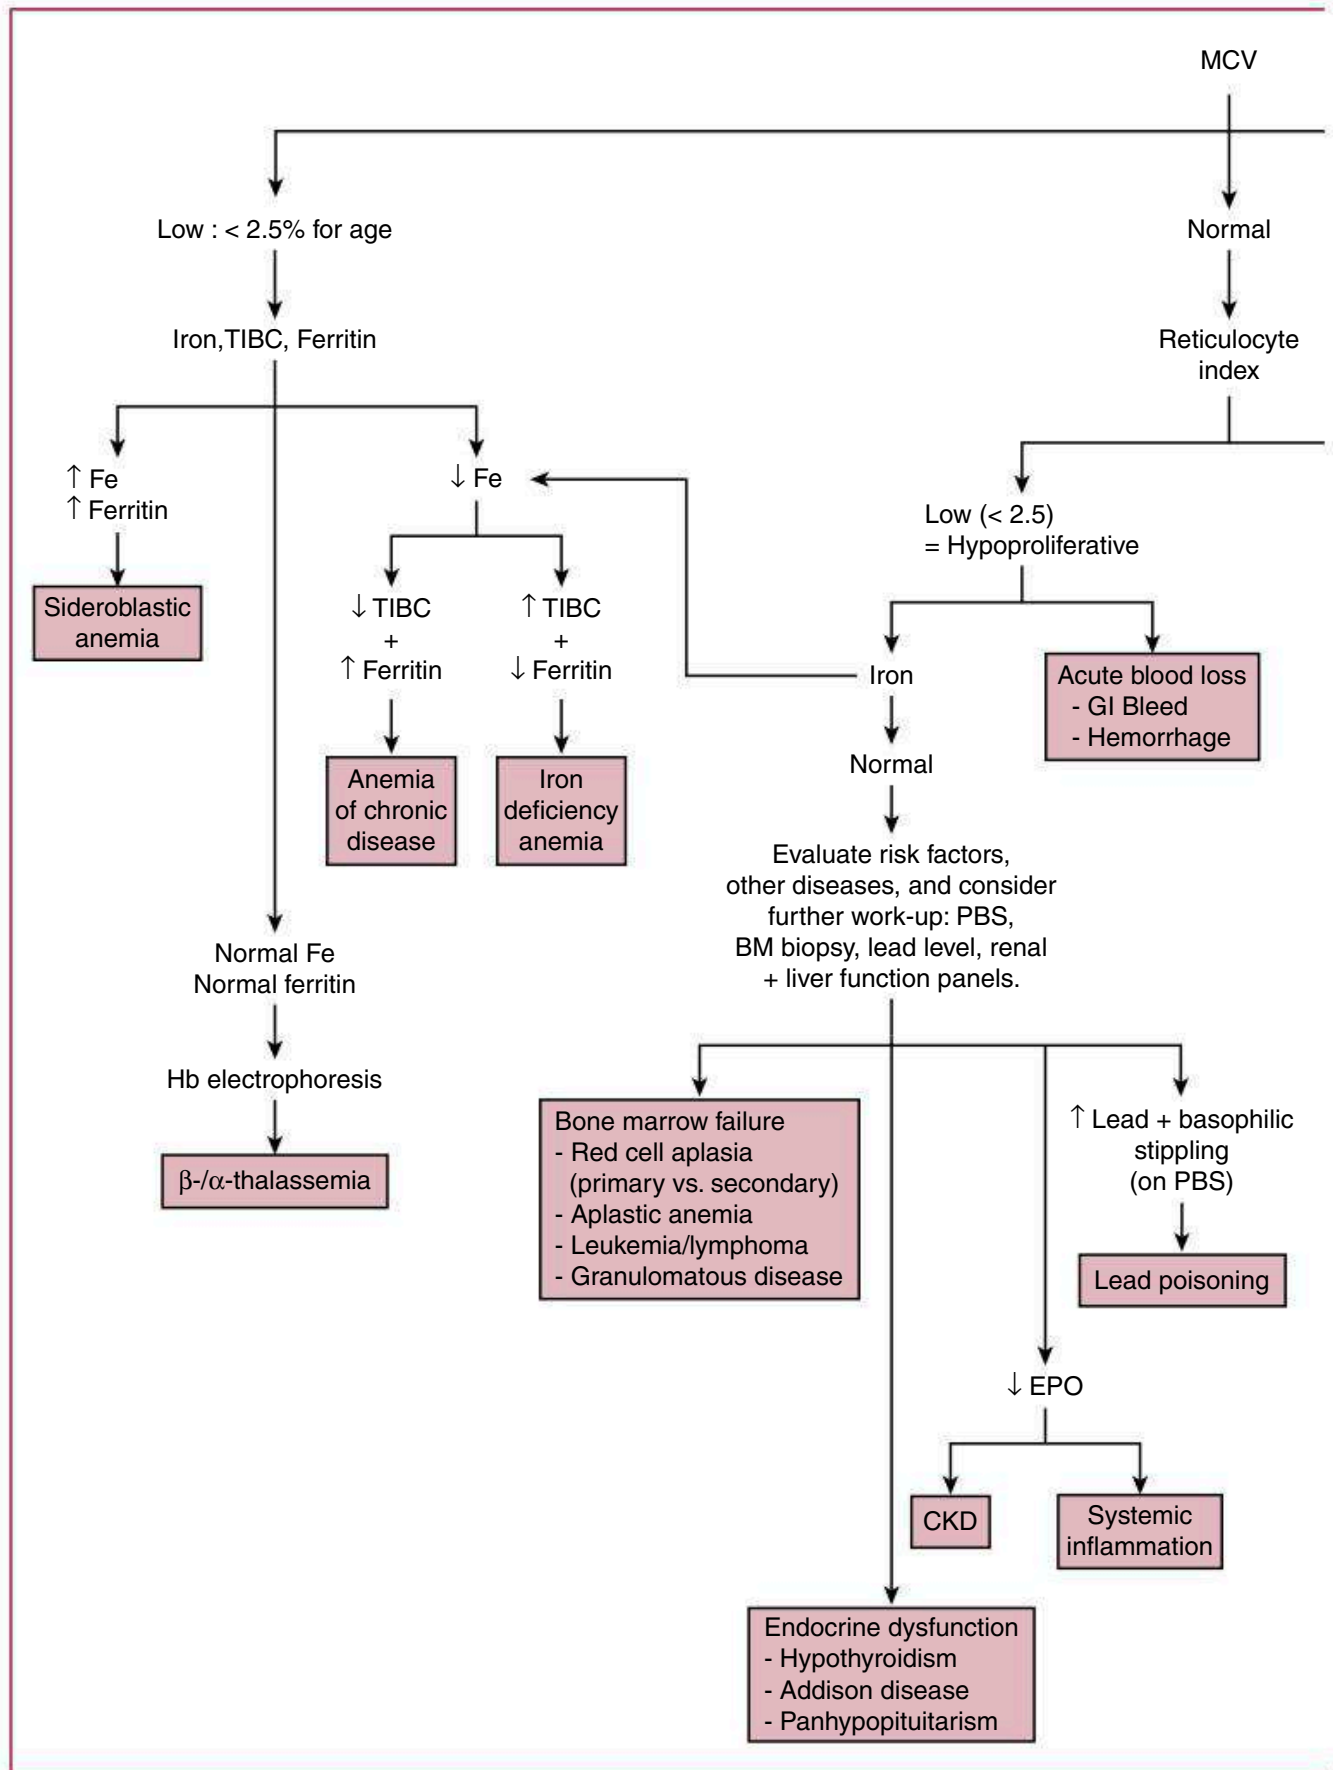 MCV
Low : < 2.5% for age
Normal
Iron,TIBC, Ferritin
Reticulocyte
index
↑ Fe
↑ Ferritin
↓ Fe
Low (< 2.5)
= Hypoproliferative
Sideroblastic
anemia
↓ TIBC
+
↑ Ferritin
↑ TIBC
+
↓ Ferritin
Iron
Acute blood loss
- GI Bleed
- Hemorrhage
Normal
Anemia
of chronic
disease
Iron
deficiency
anemia
Evaluate risk factors,
other diseases, and consider
further work-up: PBS,
BM biopsy, lead level, renal
+ liver function panels.
Normal Fe
Normal ferritin
Hb electrophoresis
β-/α-thalassemia
Bone marrow failure
- Red cell aplasia
(primary vs. secondary)
- Aplastic anemia
- Leukemia/lymphoma
- Granulomatous disease
↑ Lead + basophilic
stippling
(on PBS)
Lead poisoning
↓ EPO
CKD
Systemic
inflammation
Endocrine dysfunction
- Hypothyroidism
- Addison disease
- Panhypopituitarism